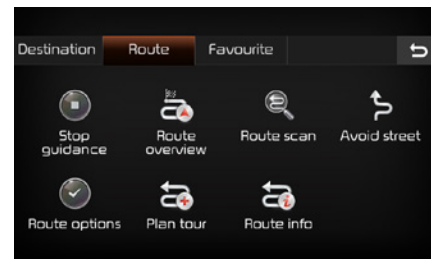 Destination Route Favourite
Stop guidance Route overview Route scan Avoid street
Route options Plan tour Route info